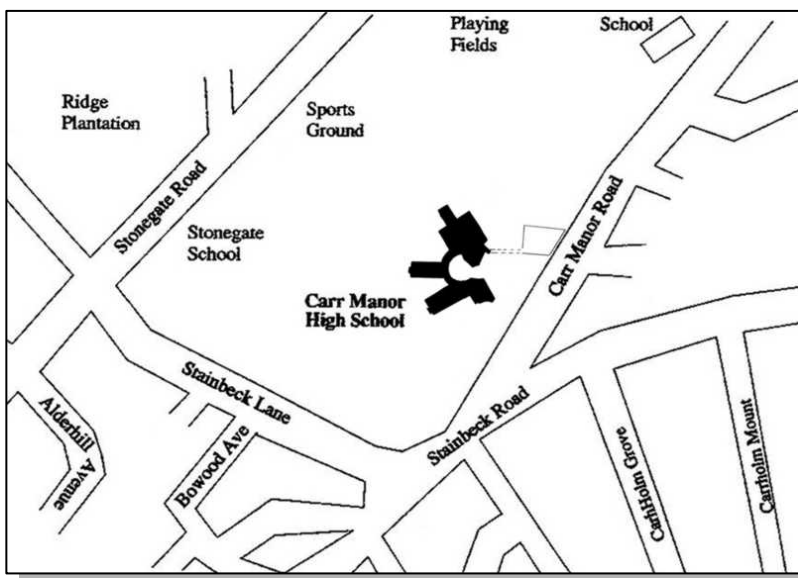 Playing
Fields
School
Ridge
Plantation
Sports
Ground
Stonegate Road
Stonegate
School
Carr Manor Road
Carr Manor
High School
Stainbeck Lane
Stainbeck Road
Alderhill
Avenue
Bowood Ave
CarhHolm Grove
Carrholm Mount